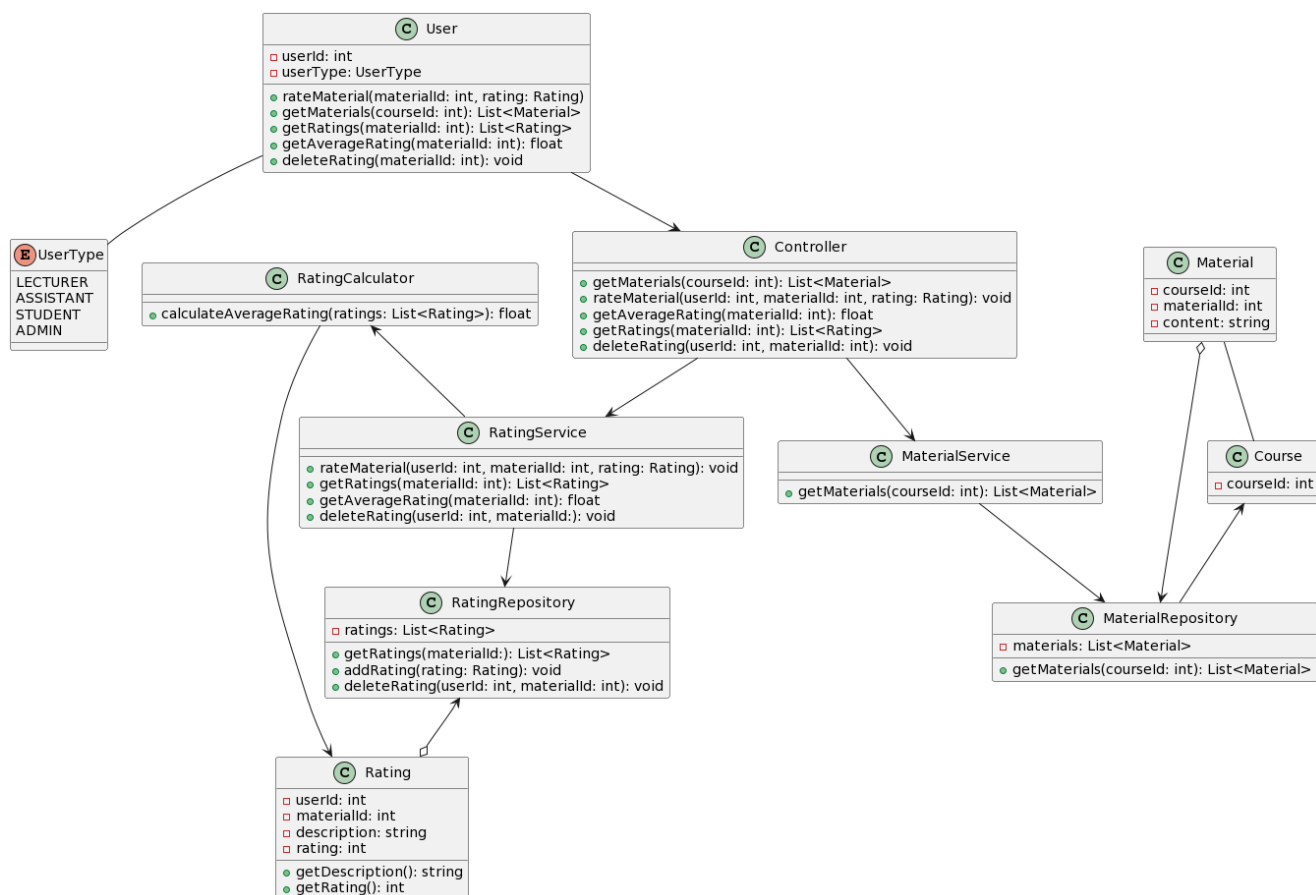 C User
userId: int
userType: UserType
rateMaterial(materialId: int, rating: Rating)
getMaterials(courseId: int): List<Material>
getRatings(materialId: int): List<Rating>
getAverageRating(materialId: int): float
deleteRating(materialId: int): void
E UserType
LECTURER
ASSISTANT
STUDENT
ADMIN
C RatingCalculator
calculateAverageRating(ratings: List<Rating>): float
C Controller
getMaterials(courseId: int): List<Material>
rateMaterial(userId: int, materialId: int, rating: Rating): void
getAverageRating(materialId: int): float
getRatings(materialId: int): List<Rating>
deleteRating(userId: int, materialId: int): void
C Material
courseId: int
materialId: int
content: string
C RatingService
rateMaterial(userId: int, materialId: int, rating: Rating): void
getRatings(materialId: int): List<Rating>
getAverageRating(materialId: int): float
deleteRating(userId: int, materialId:): void
C MaterialService
getMaterials(courseId: int): List<Material>
C Course
courseId: int
C RatingRepository
ratings: List<Rating>
getRatings(materialId:): List<Rating>
addRating(rating: Rating): void
deleteRating(userId: int, materialId: int): void
C MaterialRepository
materials: List<Material>
getMaterials(courseId: int): List<Material>
C Rating
userId: int
materialId: int
description: string
rating: int
getDescription(): string
getRating(): int